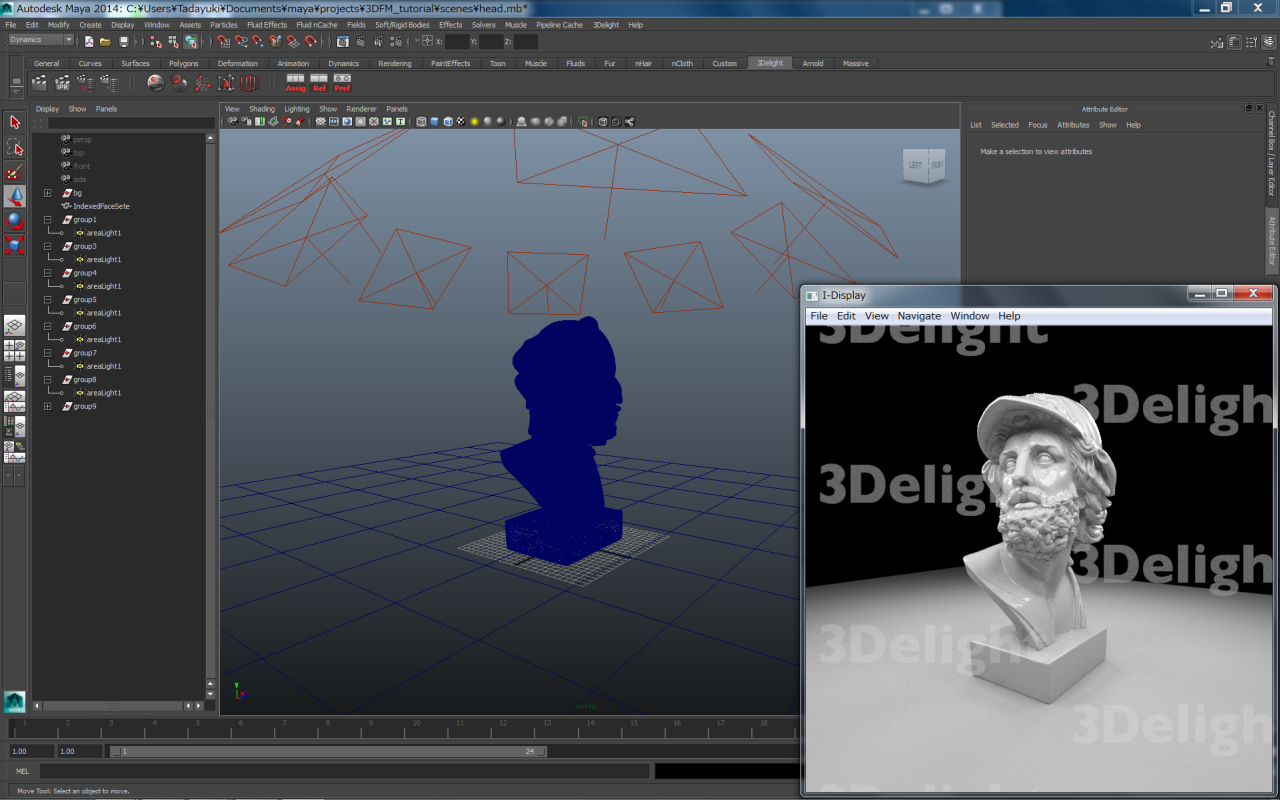 Autodesk Maya 2014: C:¥Users¥Tadayuki¥Documents¥maya¥projects¥3DFM_tutorial¥scenes¥head.mb*
File Edit Modify Create Display Window Assets Particles Fluid Effects Fluid nCache Fields Soft/Rigid Bodies Effects Solvers Muscle Pipeline Cache 3Delight Help
Dynamics X: Y: Z:
General Curves Surfaces Polygons Deformation Animation Dynamics Rendering PaintEffects Toon Muscle Fluids Fur nHair nCloth Custom 3Delight Arnold Massive
IPR Assig Rel Pref
Display Show Panels
View Shading Lighting Show Renderer Panels
Attribute Editor
List Selected Focus Attributes Show Help
Make a selection to view attributes
Channel Box / Layer Editor
Attribute Editor
persp
top
front
side
bg
IndexedFaceSete
group1
areaLight1
group3
areaLight1
group4
areaLight1
group5
areaLight1
group6
areaLight1
group7
areaLight1
group8
areaLight1
group9
LEFT FRONT
Y
persp
I-Display
File Edit View Navigate Window Help
3Delight
3Deligh
3Delight
3Deligh
3Delight
3Deligh
1 2 3 4 5 6 7 8 9 10 11 12 13 14 15 16 17 18
1.00 1.00 1 24
MEL
Move Tool: Select an object to move.